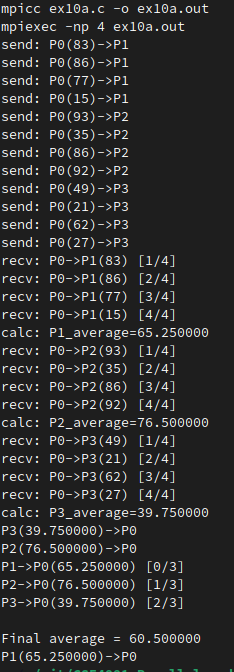 mpicc ex10a.c -o ex10a.out
mpiexec -np 4 ex10a.out
send: P0(83)->P1
send: P0(86)->P1
send: P0(77)->P1
send: P0(15)->P1
send: P0(93)->P2
send: P0(35)->P2
send: P0(86)->P2
send: P0(92)->P2
send: P0(49)->P3
send: P0(21)->P3
send: P0(62)->P3
send: P0(27)->P3
recv: P0->P1(83) [1/4]
recv: P0->P1(86) [2/4]
recv: P0->P1(77) [3/4]
recv: P0->P1(15) [4/4]
calc: P1_average=65.250000
recv: P0->P2(93) [1/4]
recv: P0->P2(35) [2/4]
recv: P0->P2(86) [3/4]
recv: P0->P2(92) [4/4]
calc: P2_average=76.500000
recv: P0->P3(49) [1/4]
recv: P0->P3(21) [2/4]
recv: P0->P3(62) [3/4]
recv: P0->P3(27) [4/4]
calc: P3_average=39.750000
P3(39.750000)->P0
P2(76.500000)->P0
P1->P0(65.250000) [0/3]
P2->P0(76.500000) [1/3]
P3->P0(39.750000) [2/3]

Final average = 60.500000
P1(65.250000)->P0